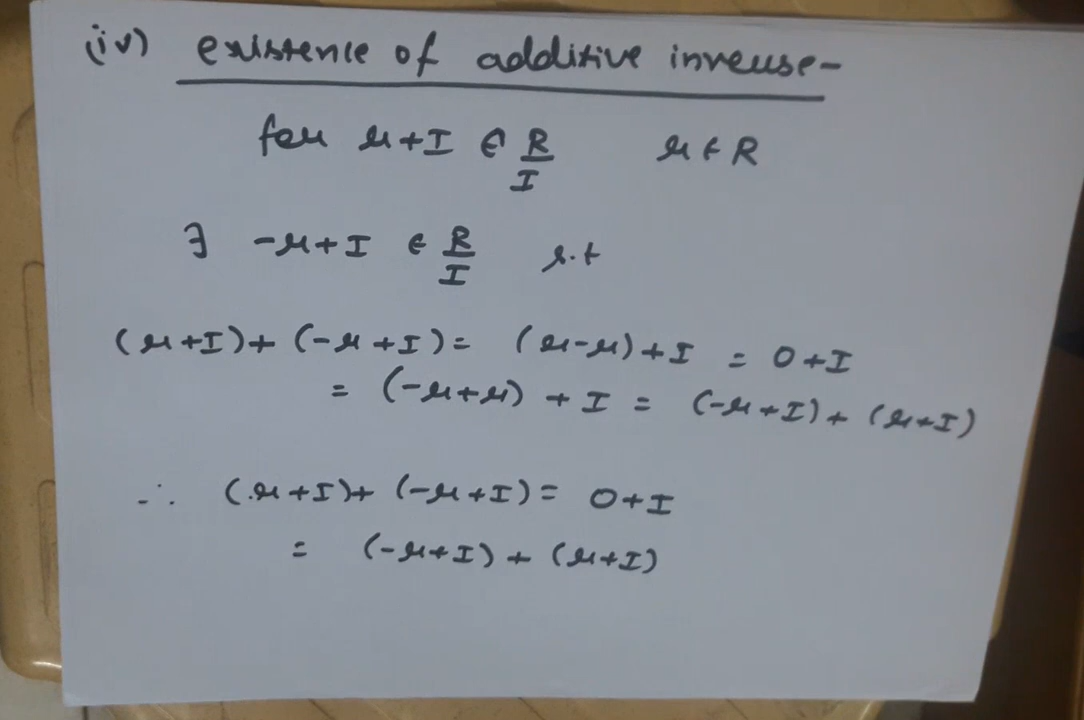 (iv) existence of additive inverse-
for r+I ∈ R/I r ∈ R
∃ -r+I ∈ R/I s.t
(r+I)+ (-r+I) = (r-r)+I = 0+I
= (-r+r) + I = (-r+I)+ (r+I)
∴ (r+I)+ (-r+I) = 0+I
= (-r+I) + (r+I)